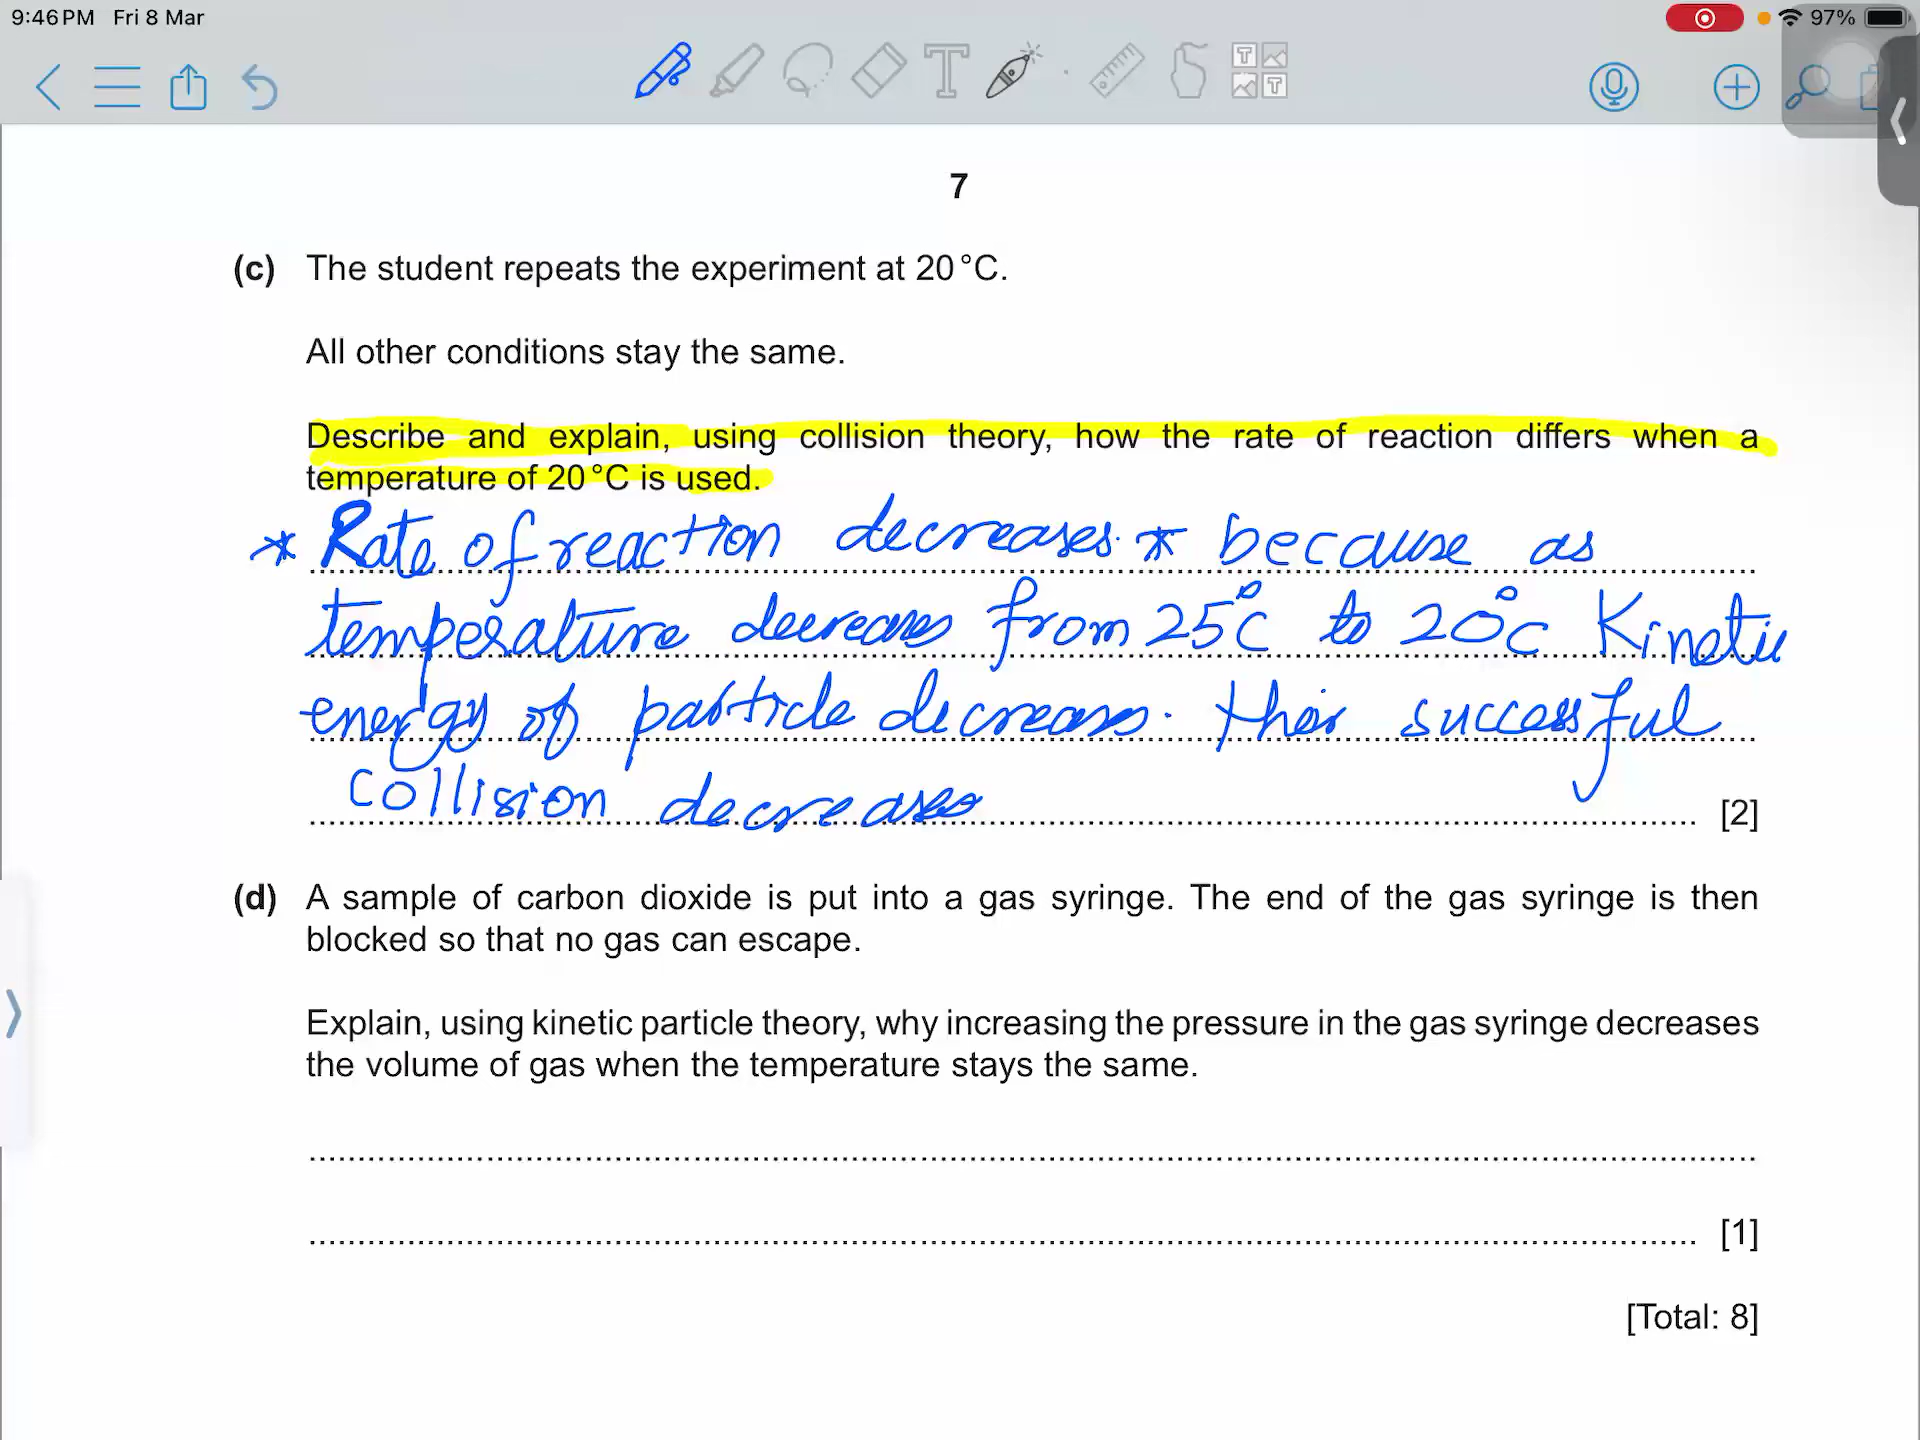 9:46 PM Fri 8 Mar
97%
7
(c) The student repeats the experiment at 20 °C.
All other conditions stay the same.
Describe and explain, using collision theory, how the rate of reaction differs when a
temperature of 20 °C is used.
* Rate of reaction decreases. * because as
temperature decreases from 25°C to 20°C Kinetic
energy of particle decreases. their successful
collision decreases
[2]
(d) A sample of carbon dioxide is put into a gas syringe. The end of the gas syringe is then
blocked so that no gas can escape.
Explain, using kinetic particle theory, why increasing the pressure in the gas syringe decreases
the volume of gas when the temperature stays the same.
[1]
[Total: 8]